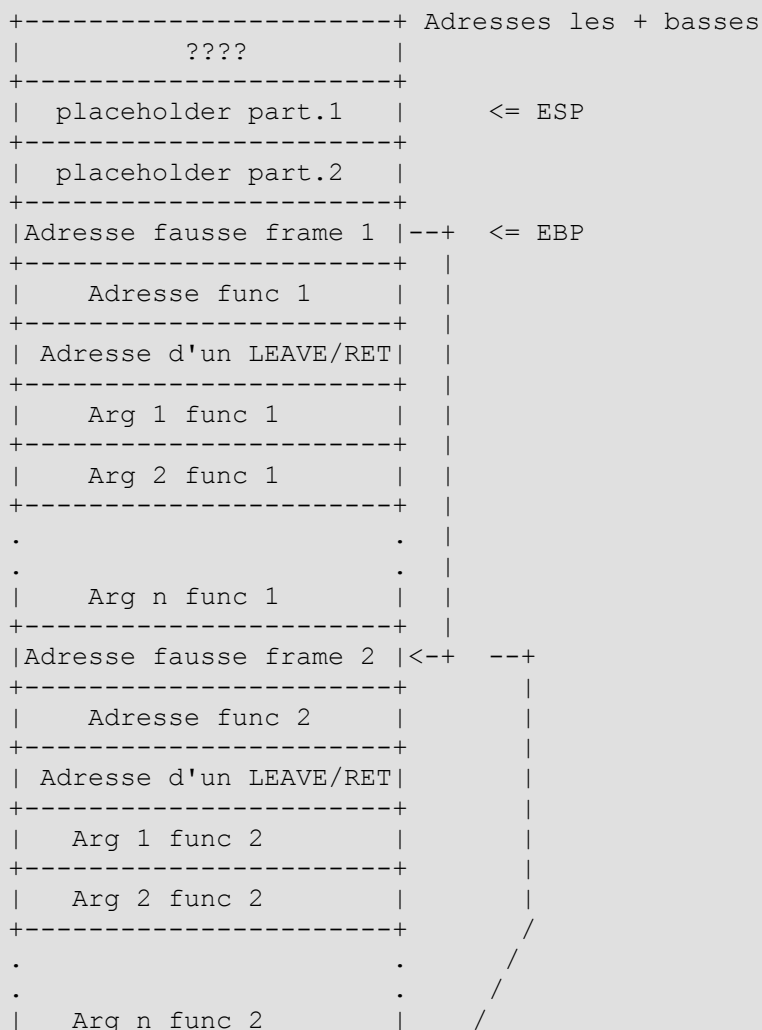 +----------------------+ Adresses les + basses
|         ????         |
+----------------------+
|  placeholder part.1  |     <= ESP
+----------------------+
|  placeholder part.2  |
+----------------------+
|Adresse fausse frame 1 |--+  <= EBP
+----------------------+  |
|    Adresse func 1     |  |
+----------------------+  |
| Adresse d'un LEAVE/RET|  |
+----------------------+  |
|    Arg 1 func 1       |  |
+----------------------+  |
|    Arg 2 func 1       |  |
+----------------------+  |
.                      .  |
.                      .  |
|    Arg n func 1       |  |
+----------------------+  |
|Adresse fausse frame 2 |<-+  --+
+----------------------+       |
|    Adresse func 2     |      |
+----------------------+       |
| Adresse d'un LEAVE/RET|      |
+----------------------+       |
|   Arg 1 func 2        |      |
+----------------------+       |
|   Arg 2 func 2        |      |
+----------------------+       /
.                      .      /
.                      .     /
|   Arg n func 2        |    /